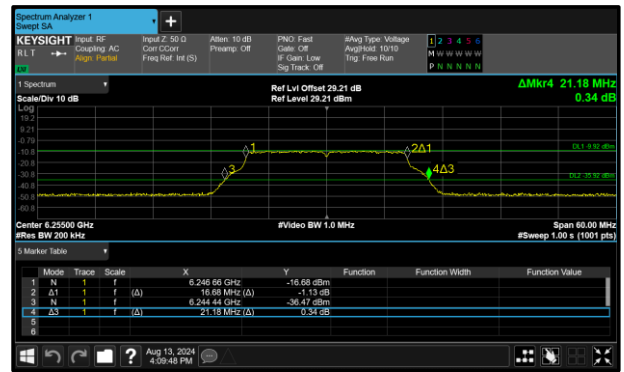 Spectrum Analyzer 1
Swept SA
+
KEYSIGHT Input: RF Input Z: 50 Ω Atten: 10 dB PNO: Fast #Avg Type: Voltage 1 2 3 4 5 6
RLT Coupling: AC Corr CCorr Preamp: Off Gate: Off Avg|Hold: 10/10 M W W W W W
Align: Partial Freq Ref: Int (S) IF Gain: Low Trig: Free Run
Sig Track: Off P N N N N N
LXI
1 Spectrum Ref Lvl Offset 29.21 dB ΔMkr4 21.18 MHz
Scale/Div 10 dB Ref Level 29.21 dBm 0.34 dB
Log
19.2
9.21
-0.79
-10.8 1 2Δ1 DL1 -9.92 dBm
-20.8
-30.8 3 4Δ3 DL2 -35.92 dBm
-40.8
-50.8
-60.8
Center 6.25500 GHz #Video BW 1.0 MHz Span 60.00 MHz
#Res BW 200 kHz #Sweep 1.00 s (1001 pts)
5 Marker Table
Mode Trace Scale X Y Function Function Width Function Value
1 N 1 f 6.246 66 GHz -16.68 dBm
2 Δ1 1 f (Δ) 16.68 MHz (Δ) -1.13 dB
3 N 1 f 6.244 44 GHz -36.47 dBm
4 Δ3 1 f (Δ) 21.18 MHz (Δ) 0.34 dB
5
6
? Aug 13, 2024
4:09:48 PM